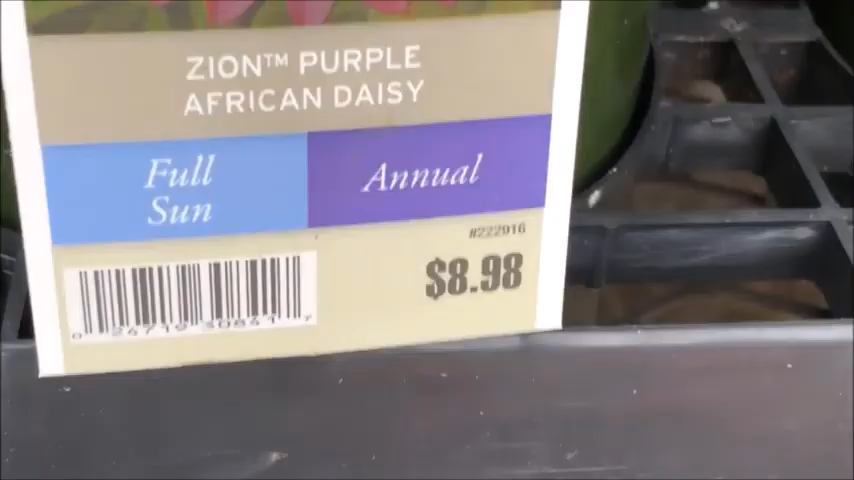 ZION™ PURPLE
AFRICAN DAISY
Full
Sun
Annual
#222916
$8.98